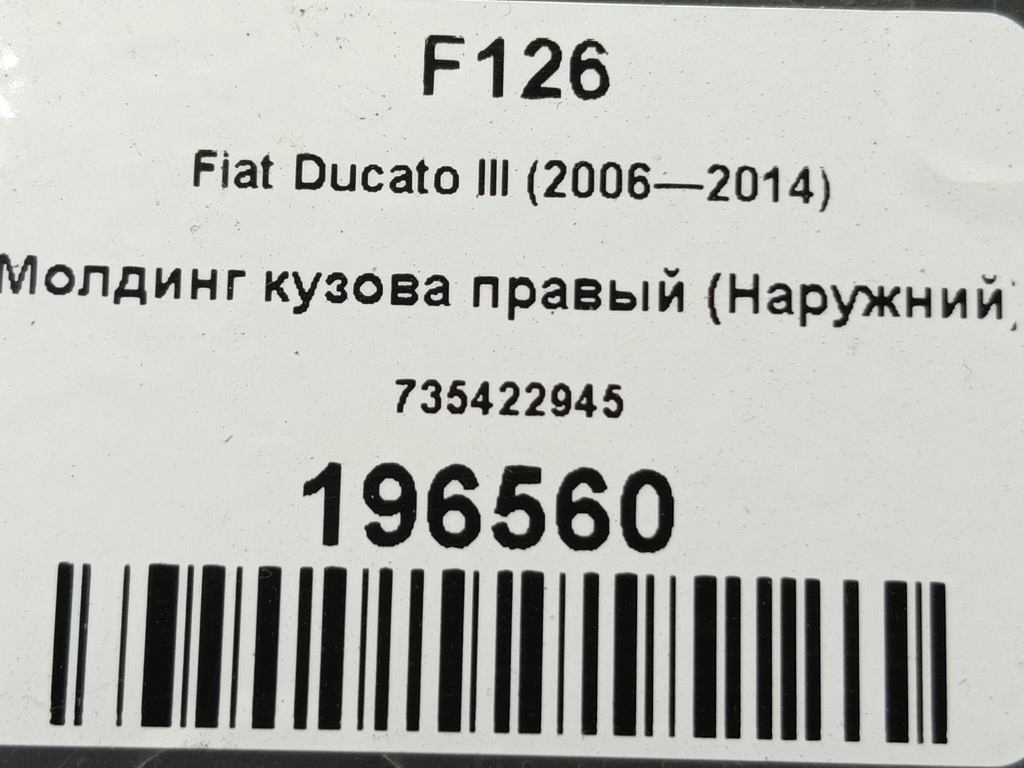 F126
Fiat Ducato III (2006—2014)
Молдинг кузова правый (Наружний)
735422945
196560